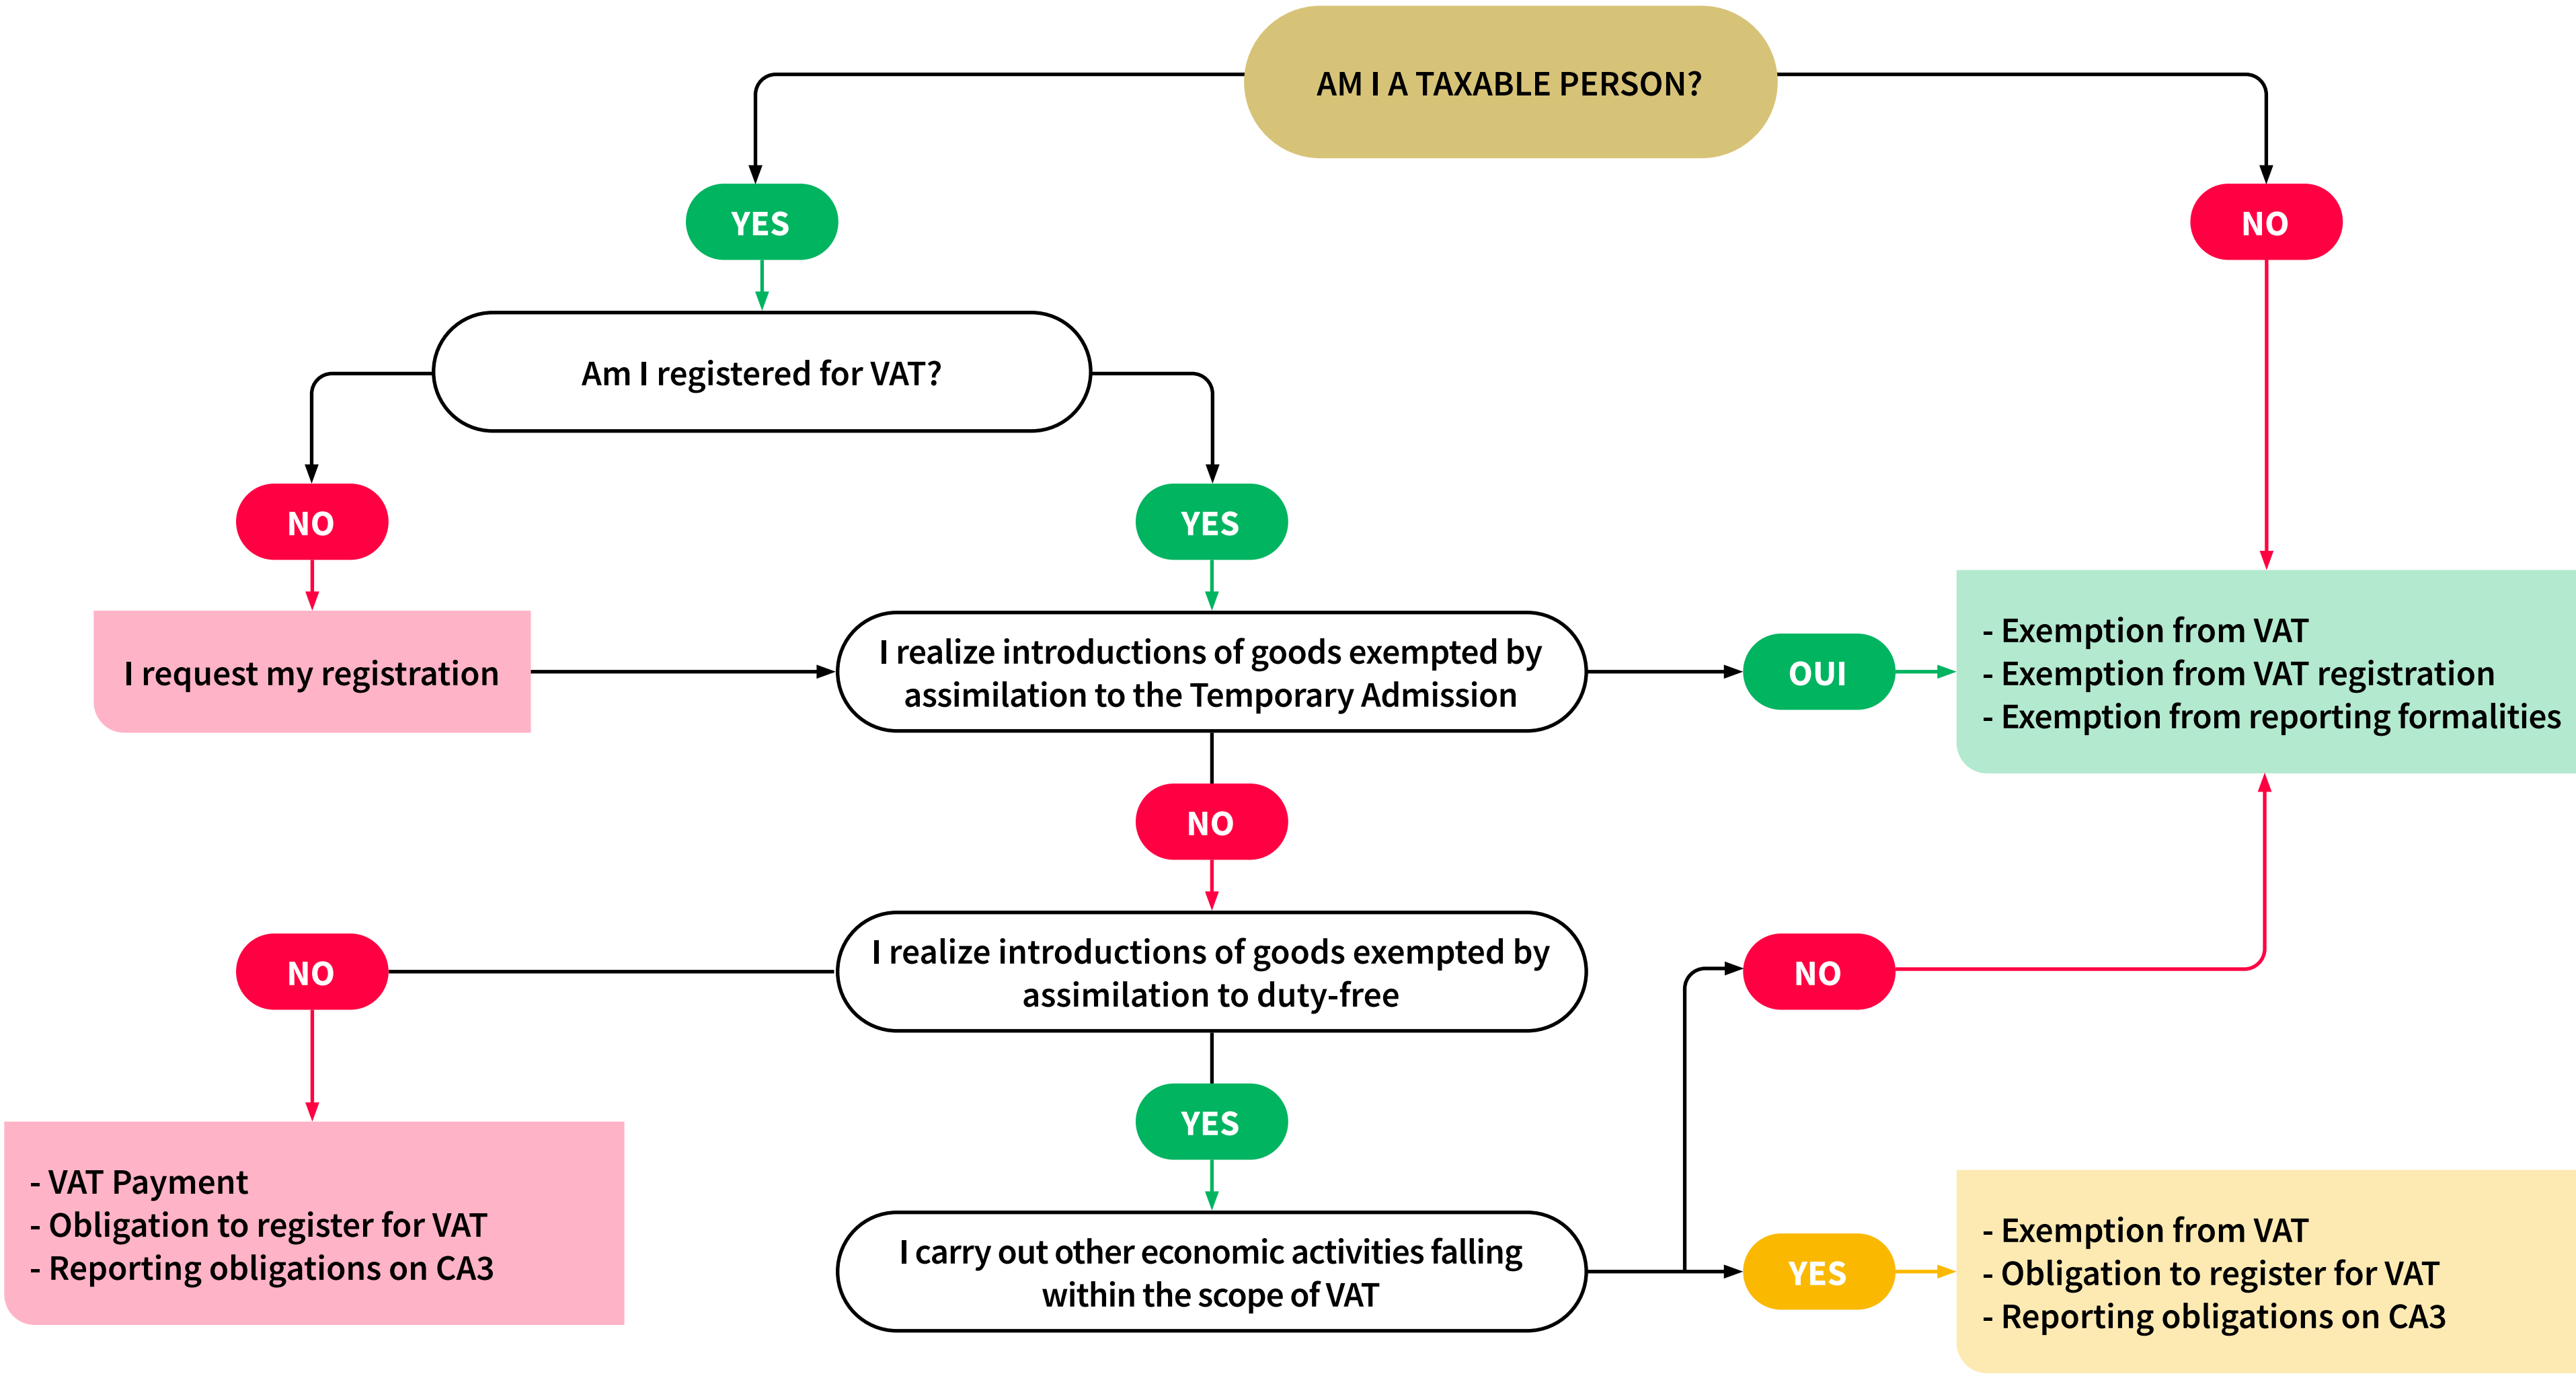 AM I A TAXABLE PERSON?
YES
NO
Am I registered for VAT?
NO
YES
I request my registration
I realize introductions of goods exempted by
assimilation to the Temporary Admission
OUI
- Exemption from VAT
- Exemption from VAT registration
- Exemption from reporting formalities
NO
NO
I realize introductions of goods exempted by
assimilation to duty-free
NO
YES
- VAT Payment
- Obligation to register for VAT
- Reporting obligations on CA3
I carry out other economic activities falling
within the scope of VAT
YES
- Exemption from VAT
- Obligation to register for VAT
- Reporting obligations on CA3